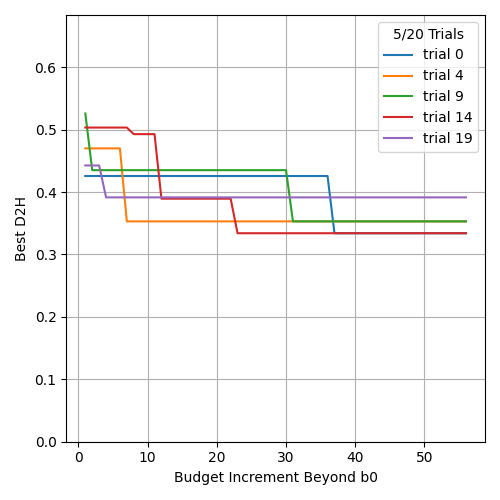 5/20 Trials
trial 0
trial 4
trial 9
trial 14
trial 19
0.6
0.5
0.4
0.3
0.2
0.1
0.0
Best D2H
0 10 20 30 40 50
Budget Increment Beyond b0